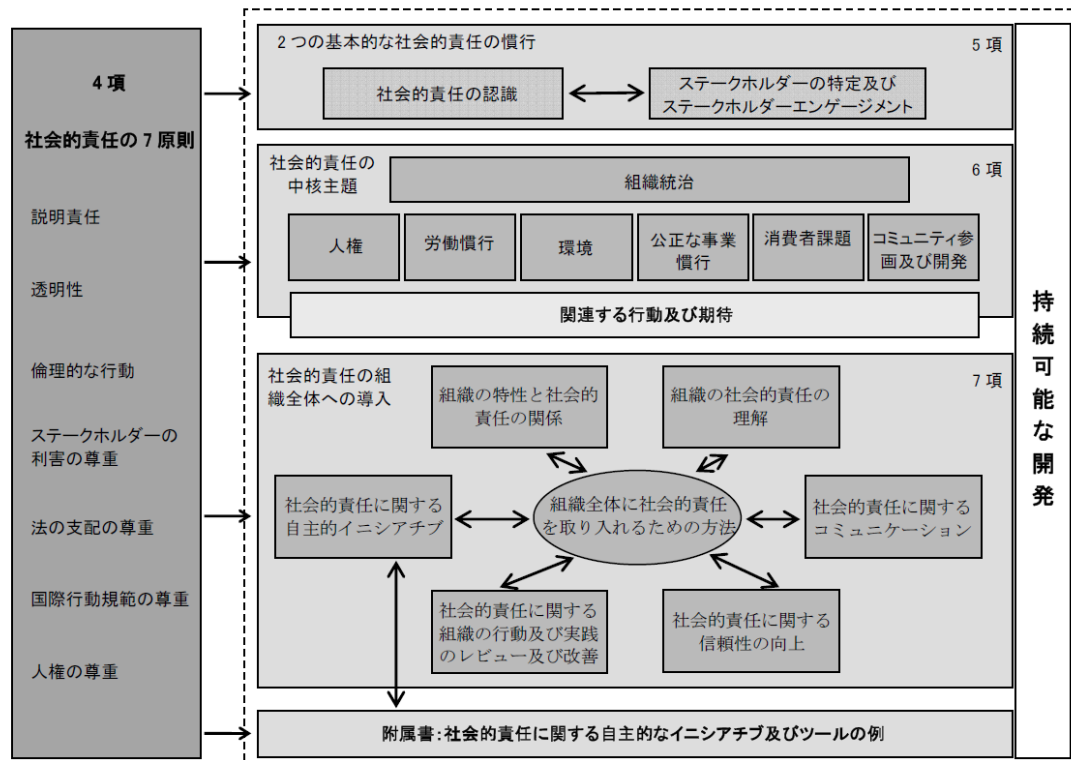 4 項
社会的責任の 7 原則
説明責任
透明性
倫理的な行動
ステークホルダーの
利害の尊重
法の支配の尊重
国際行動規範の尊重
人権の尊重
2 つの基本的な社会的責任の慣行
5 項
社会的責任の認識
ステークホルダーの特定及び
ステークホルダーエンゲージメント
社会的責任の
中核主題
6 項
組織統治
人権
労働慣行
環境
公正な事業
慣行
消費者課題
コミュニティ参
画及び開発
関連する行動及び期待
社会的責任の組
織全体への導入
7 項
組織の特性と社会的
責任の関係
組織の社会的責任の
理解
社会的責任に関する
自主的イニシアチブ
組織全体に社会的責任
を取り入れるための方法
社会的責任に関する
コミュニケーション
社会的責任に関する
組織の行動及び実践
のレビュー及び改善
社会的責任に関する
信頼性の向上
附属書：社会的責任に関する自主的なイニシアチブ及びツールの例
持続可能な開発